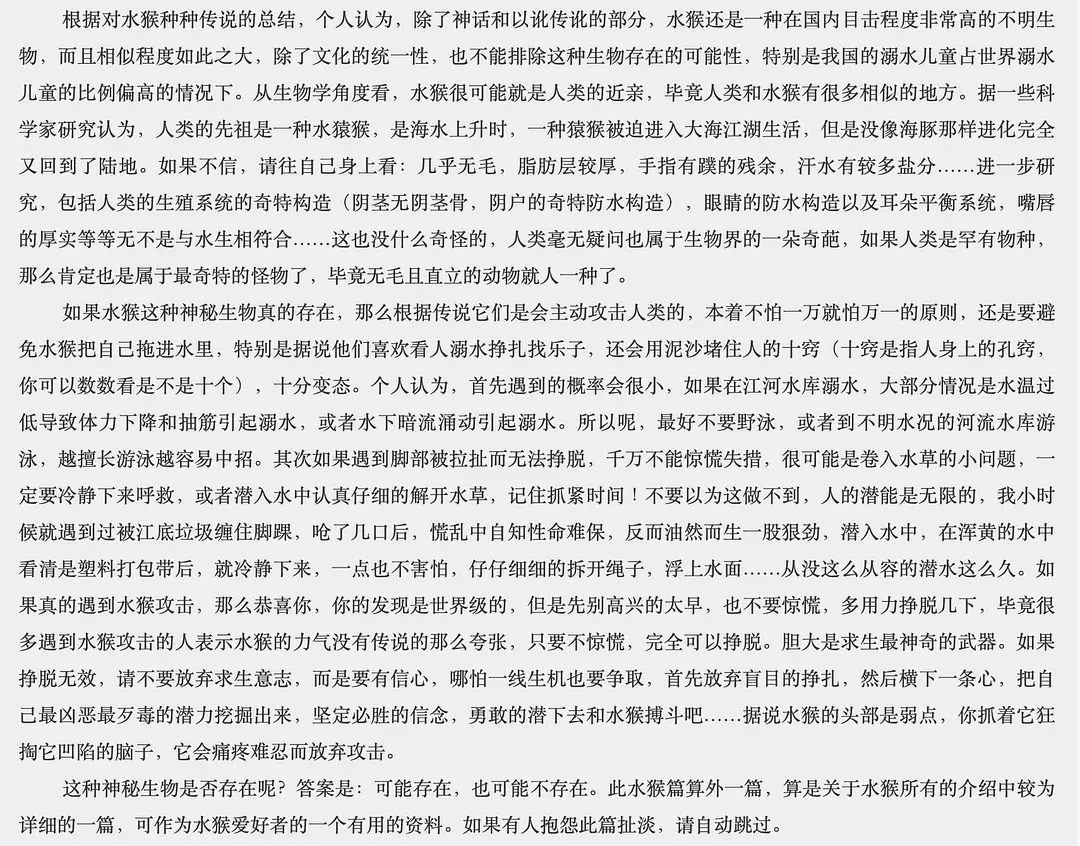 根据对水猴种种传说的总结，个人认为，除了神话和以讹传讹的部分，水猴还是一种在国内目击程度非常高的不明生
物，而且相似程度如此之大，除了文化的统一性，也不能排除这种生物存在的可能性，特别是我国的溺水儿童占世界溺水
儿童的比例偏高的情况下。从生物学角度看，水猴很可能就是人类的近亲，毕竟人类和水猴有很多相似的地方。据一些科
学家研究认为，人类的先祖是一种水猿猴，是海水上升时，一种猿猴被迫进入大海江湖生活，但是没像海豚那样进化完全
又回到了陆地。如果不信，请往自己身上看：几乎无毛，脂肪层较厚，手指有蹼的残余，汗水有较多盐分……进一步研
究，包括人类的生殖系统的奇特构造（阴茎无阴茎骨，阴户的奇特防水构造），眼睛的防水构造以及耳朵平衡系统，嘴唇
的厚实等等无不是与水生相符合……这也没什么奇怪的，人类毫无疑问也属于生物界的一朵奇葩，如果人类是罕有物种，
那么肯定也是属于最奇特的怪物了，毕竟无毛且直立的动物就人一种了。
如果水猴这种神秘生物真的存在，那么根据传说它们是会主动攻击人类的，本着不怕一万就怕万一的原则，还是要避
免水猴把自己拖进水里，特别是据说他们喜欢看人溺水挣扎找乐子，还会用泥沙堵住人的十窍（十窍是指人身上的孔窍，
你可以数数看是不是十个），十分变态。个人认为，首先遇到的概率会很小，如果在江河水库溺水，大部分情况是水温过
低导致体力下降和抽筋引起溺水，或者水下暗流涌动引起溺水。所以呢，最好不要野泳，或者到不明水况的河流水库游
泳，越擅长游泳越容易中招。其次如果遇到脚部被拉扯而无法挣脱，千万不能惊慌失措，很可能是卷入水草的小问题，一
定要冷静下来呼救，或者潜入水中认真仔细的解开水草，记住抓紧时间！不要以为这做不到，人的潜能是无限的，我小时
候就遇到过被江底垃圾缠住脚踝，呛了几口后，慌乱中自知性命难保，反而油然而生一股狠劲，潜入水中，在浑黄的水中
看清是塑料打包带后，就冷静下来，一点也不害怕，仔仔细细的拆开绳子，浮上水面……从没这么从容的潜水这么久。如
果真的遇到水猴攻击，那么恭喜你，你的发现是世界级的，但是先别高兴的太早，也不要惊慌，多用力挣脱几下，毕竟很
多遇到水猴攻击的人表示水猴的力气没有传说的那么夸张，只要不惊慌，完全可以挣脱。胆大是求生最神奇的武器。如果
挣脱无效，请不要放弃求生意志，而是要有信心，哪怕一线生机也要争取，首先放弃盲目的挣扎，然后横下一条心，把自
己最凶恶最歹毒的潜力挖掘出来，坚定必胜的信念，勇敢的潜下去和水猴搏斗吧……据说水猴的头部是弱点，你抓着它狂
掏它凹陷的脑子，它会痛疼难忍而放弃攻击。
这种神秘生物是否存在呢？答案是：可能存在，也可能不存在。此水猴篇算外一篇，算是关于水猴所有的介绍中较为
详细的一篇，可作为水猴爱好者的一个有用的资料。如果有人抱怨此篇扯淡，请自动跳过。